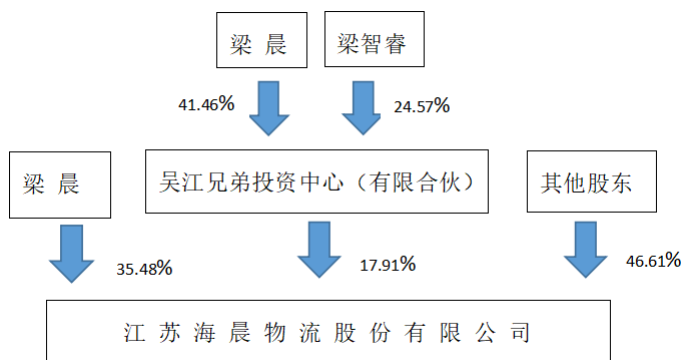 梁 晨
梁智睿
41.46%
24.57%
梁 晨
吴江兄弟投资中心（有限合伙）
其他股东
35.48%
17.91%
46.61%
江 苏 海 晨 物 流 股 份 有 限 公 司